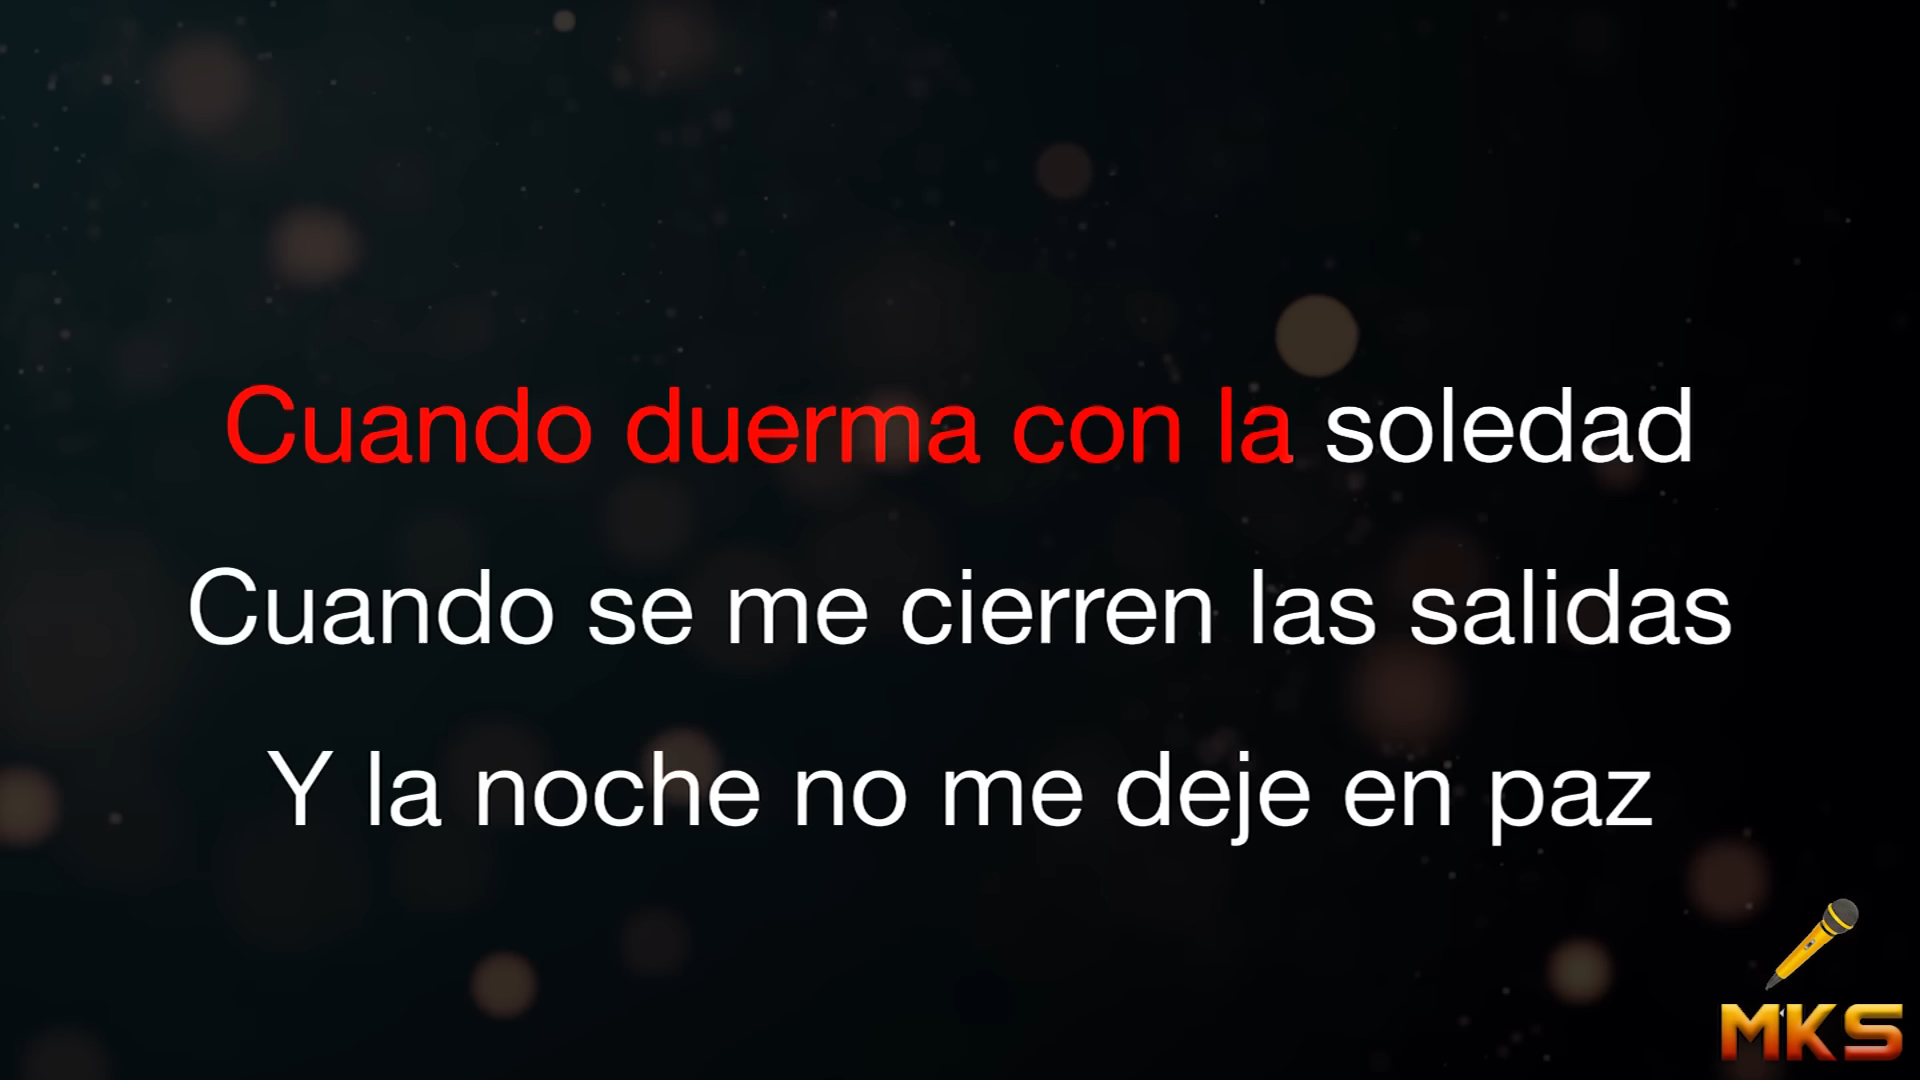 Cuando duerma con la soledad
Cuando se me cierren las salidas
Y la noche no me deje en paz
MKS